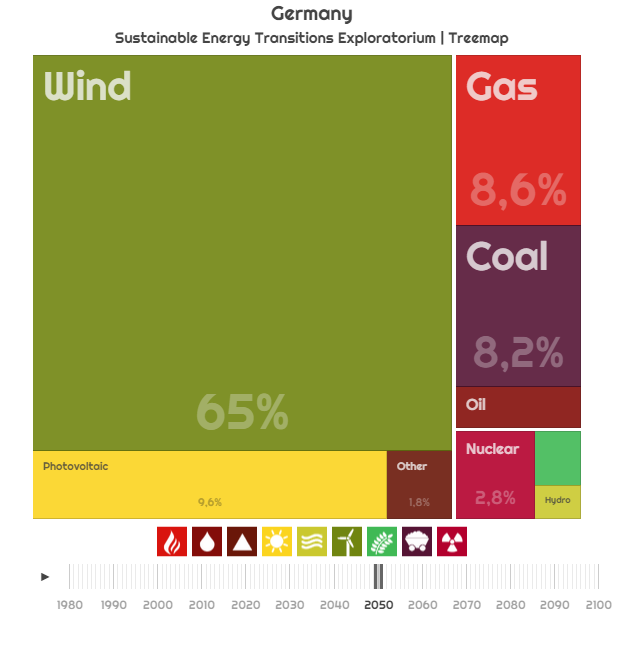 Germany
Sustainable Energy Transitions Exploratorium | Treemap
Wind
65%
Gas
8,6%
Coal
8,2%
Oil
Photovoltaic
9,6%
Other
1,8%
Nuclear
2,8%
Hydro
1980 1990 2000 2010 2020 2030 2040 2050 2060 2070 2080 2090 2100